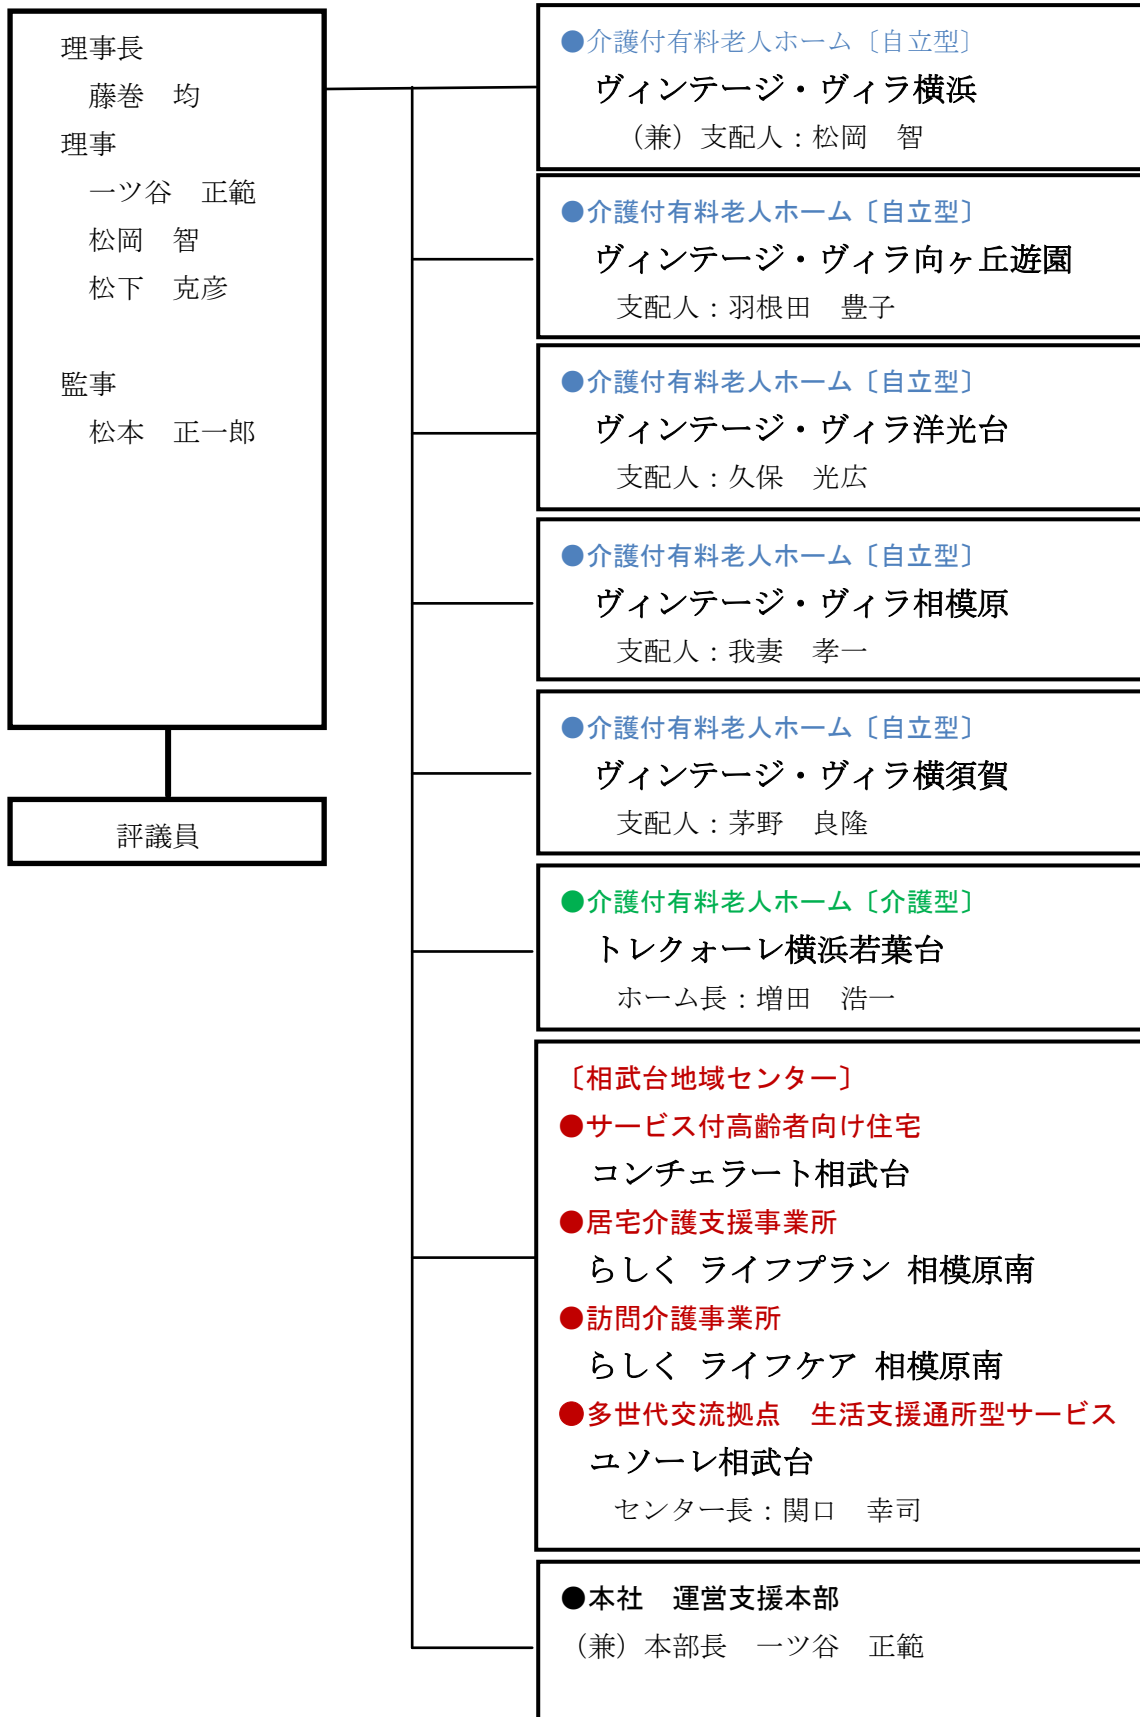 理事長
藤巻　均
理事
一ツ谷　正範
松岡　智
松下　克彦
監事
松本　正一郎
評議員
●介護付有料老人ホーム〔自立型〕
ヴィンテージ・ヴィラ横浜
（兼）支配人：松岡　智
●介護付有料老人ホーム〔自立型〕
ヴィンテージ・ヴィラ向ヶ丘遊園
支配人：羽根田　豊子
●介護付有料老人ホーム〔自立型〕
ヴィンテージ・ヴィラ洋光台
支配人：久保　光広
●介護付有料老人ホーム〔自立型〕
ヴィンテージ・ヴィラ相模原
支配人：我妻　孝一
●介護付有料老人ホーム〔自立型〕
ヴィンテージ・ヴィラ横須賀
支配人：茅野　良隆
●介護付有料老人ホーム〔介護型〕
トレクォーレ横浜若葉台
ホーム長：増田　浩一
〔相武台地域センター〕
●サービス付高齢者向け住宅
コンチェラート相武台
●居宅介護支援事業所
らしく ライフプラン 相模原南
●訪問介護事業所
らしく ライフケア 相模原南
●多世代交流拠点　生活支援通所型サービス
ユソーレ相武台
センター長：関口　幸司
●本社　運営支援本部
（兼）本部長　一ツ谷　正範